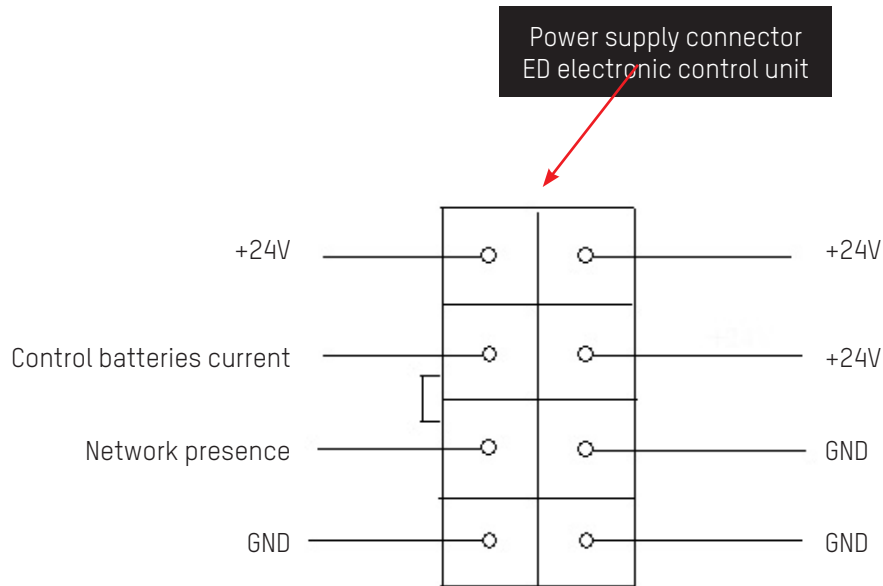 Power supply connector
ED electronic control unit
+24V
+24V
Control batteries current
+24V
Network presence
GND
GND
GND